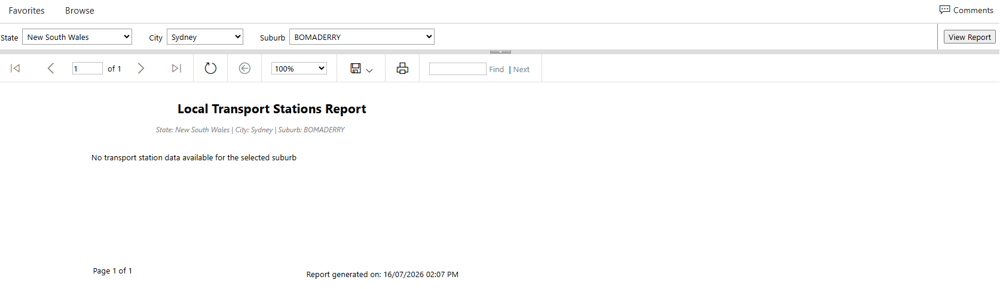 Favorites Browse Comments
State New South Wales City Sydney Suburb BOMADERRY View Report
1 of 1 100% Find | Next
Local Transport Stations Report
State: New South Wales | City: Sydney | Suburb: BOMADERRY
No transport station data available for the selected suburb
Page 1 of 1
Report generated on: 16/07/2026 02:07 PM